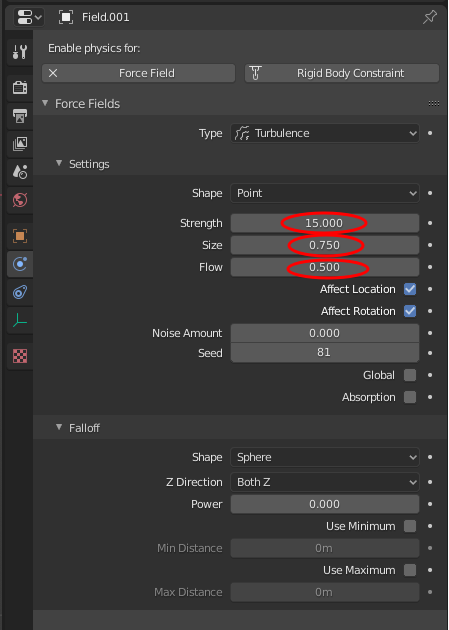 Field.001
Enable physics for:
Force Field
Rigid Body Constraint
Force Fields
Type Turbulence
Settings
Shape Point
Strength 15.000
Size 0.750
Flow 0.500
Affect Location
Affect Rotation
Noise Amount 0.000
Seed 81
Global
Absorption
Falloff
Shape Sphere
Z Direction Both Z
Power 0.000
Use Minimum
Min Distance 0m
Use Maximum
Max Distance 0m